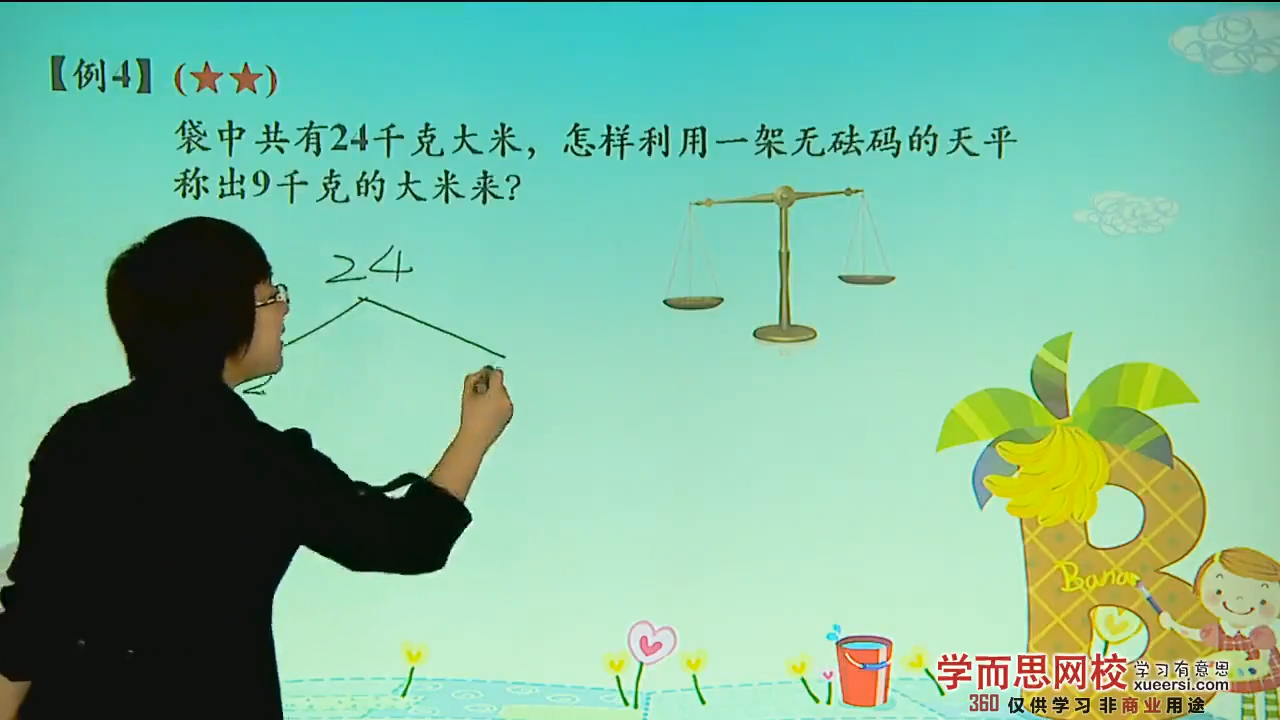 【例4】(★★)
袋中共有24千克大米，怎样利用一架无砝码的天平
称出9千克的大米来?
24
2
Banan
学而思网校 学习有意思
xueersi.com
360 仅供学习 非商业用途